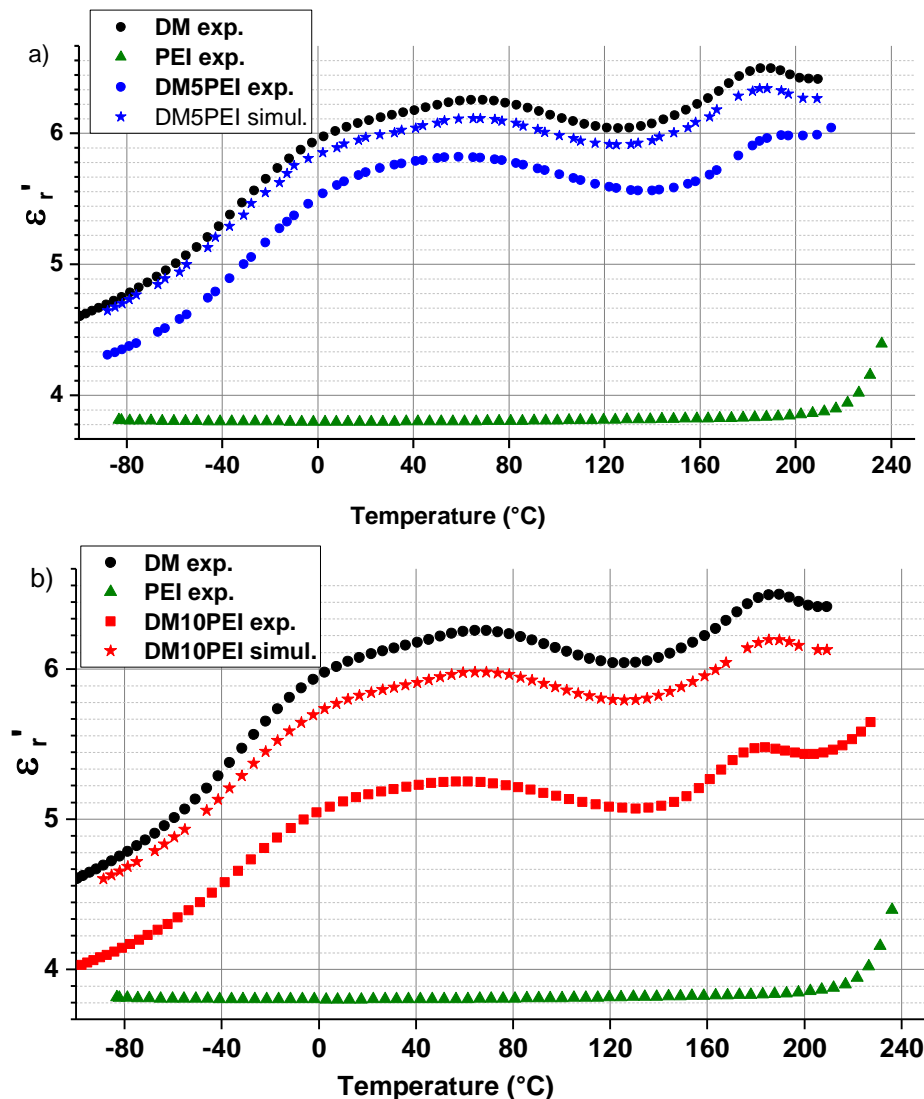 a)
DM exp.
PEI exp.
DM5PEI exp.
DM5PEI simul.
6
5
4
εr'
-80 -40 0 40 80 120 160 200 240
Temperature (°C)
b)
DM exp.
PEI exp.
DM10PEI exp.
DM10PEI simul.
6
5
4
εr'
-80 -40 0 40 80 120 160 200 240
Temperature (°C)